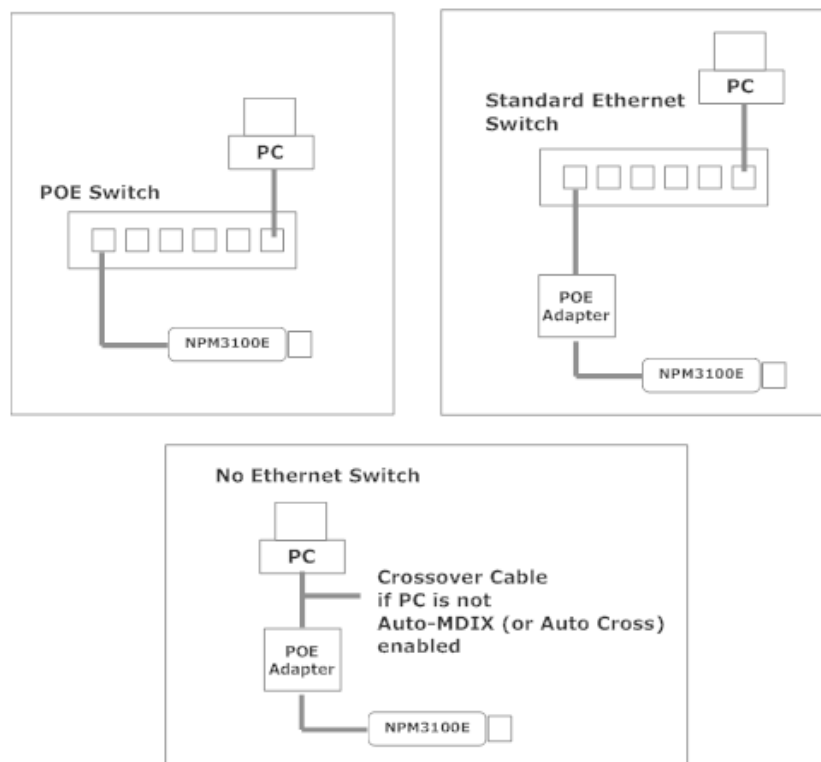 PC
POE Switch
NPM3100E
PC
Standard Ethernet
Switch
POE
Adapter
NPM3100E
No Ethernet Switch
PC
Crossover Cable
if PC is not
Auto-MDIX (or Auto Cross)
enabled
POE
Adapter
NPM3100E